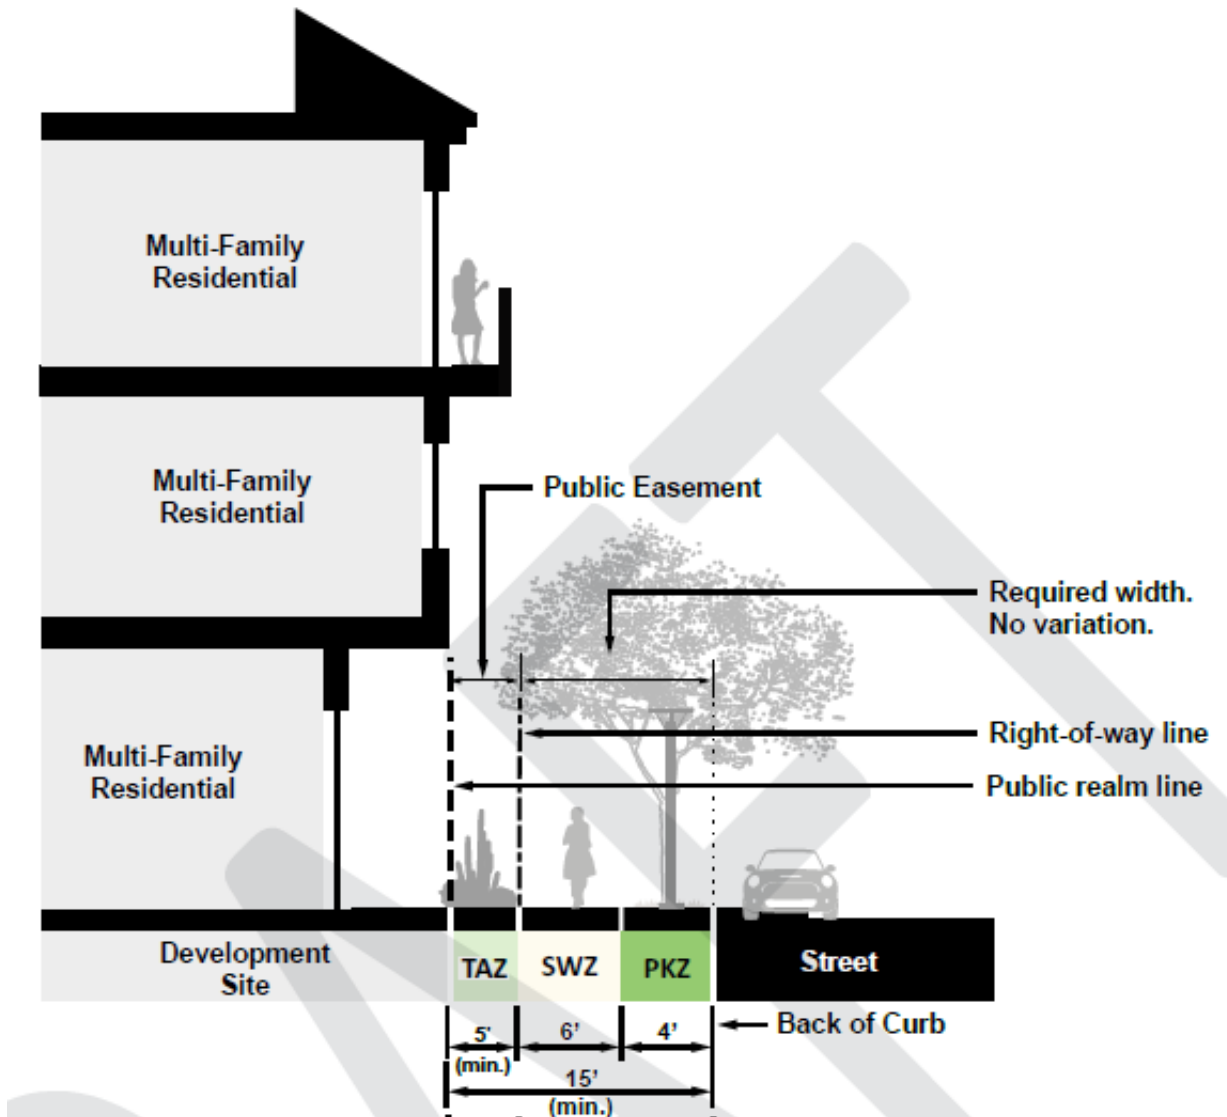 Multi-Family
Residential
Multi-Family
Residential
Public Easement
Required width.
No variation.
Right-of-way line
Multi-Family
Residential
Public realm line
Development
Site
TAZ
SWZ
PKZ
Street
Back of Curb
5'
(min.)
6'
4'
15'
(min.)